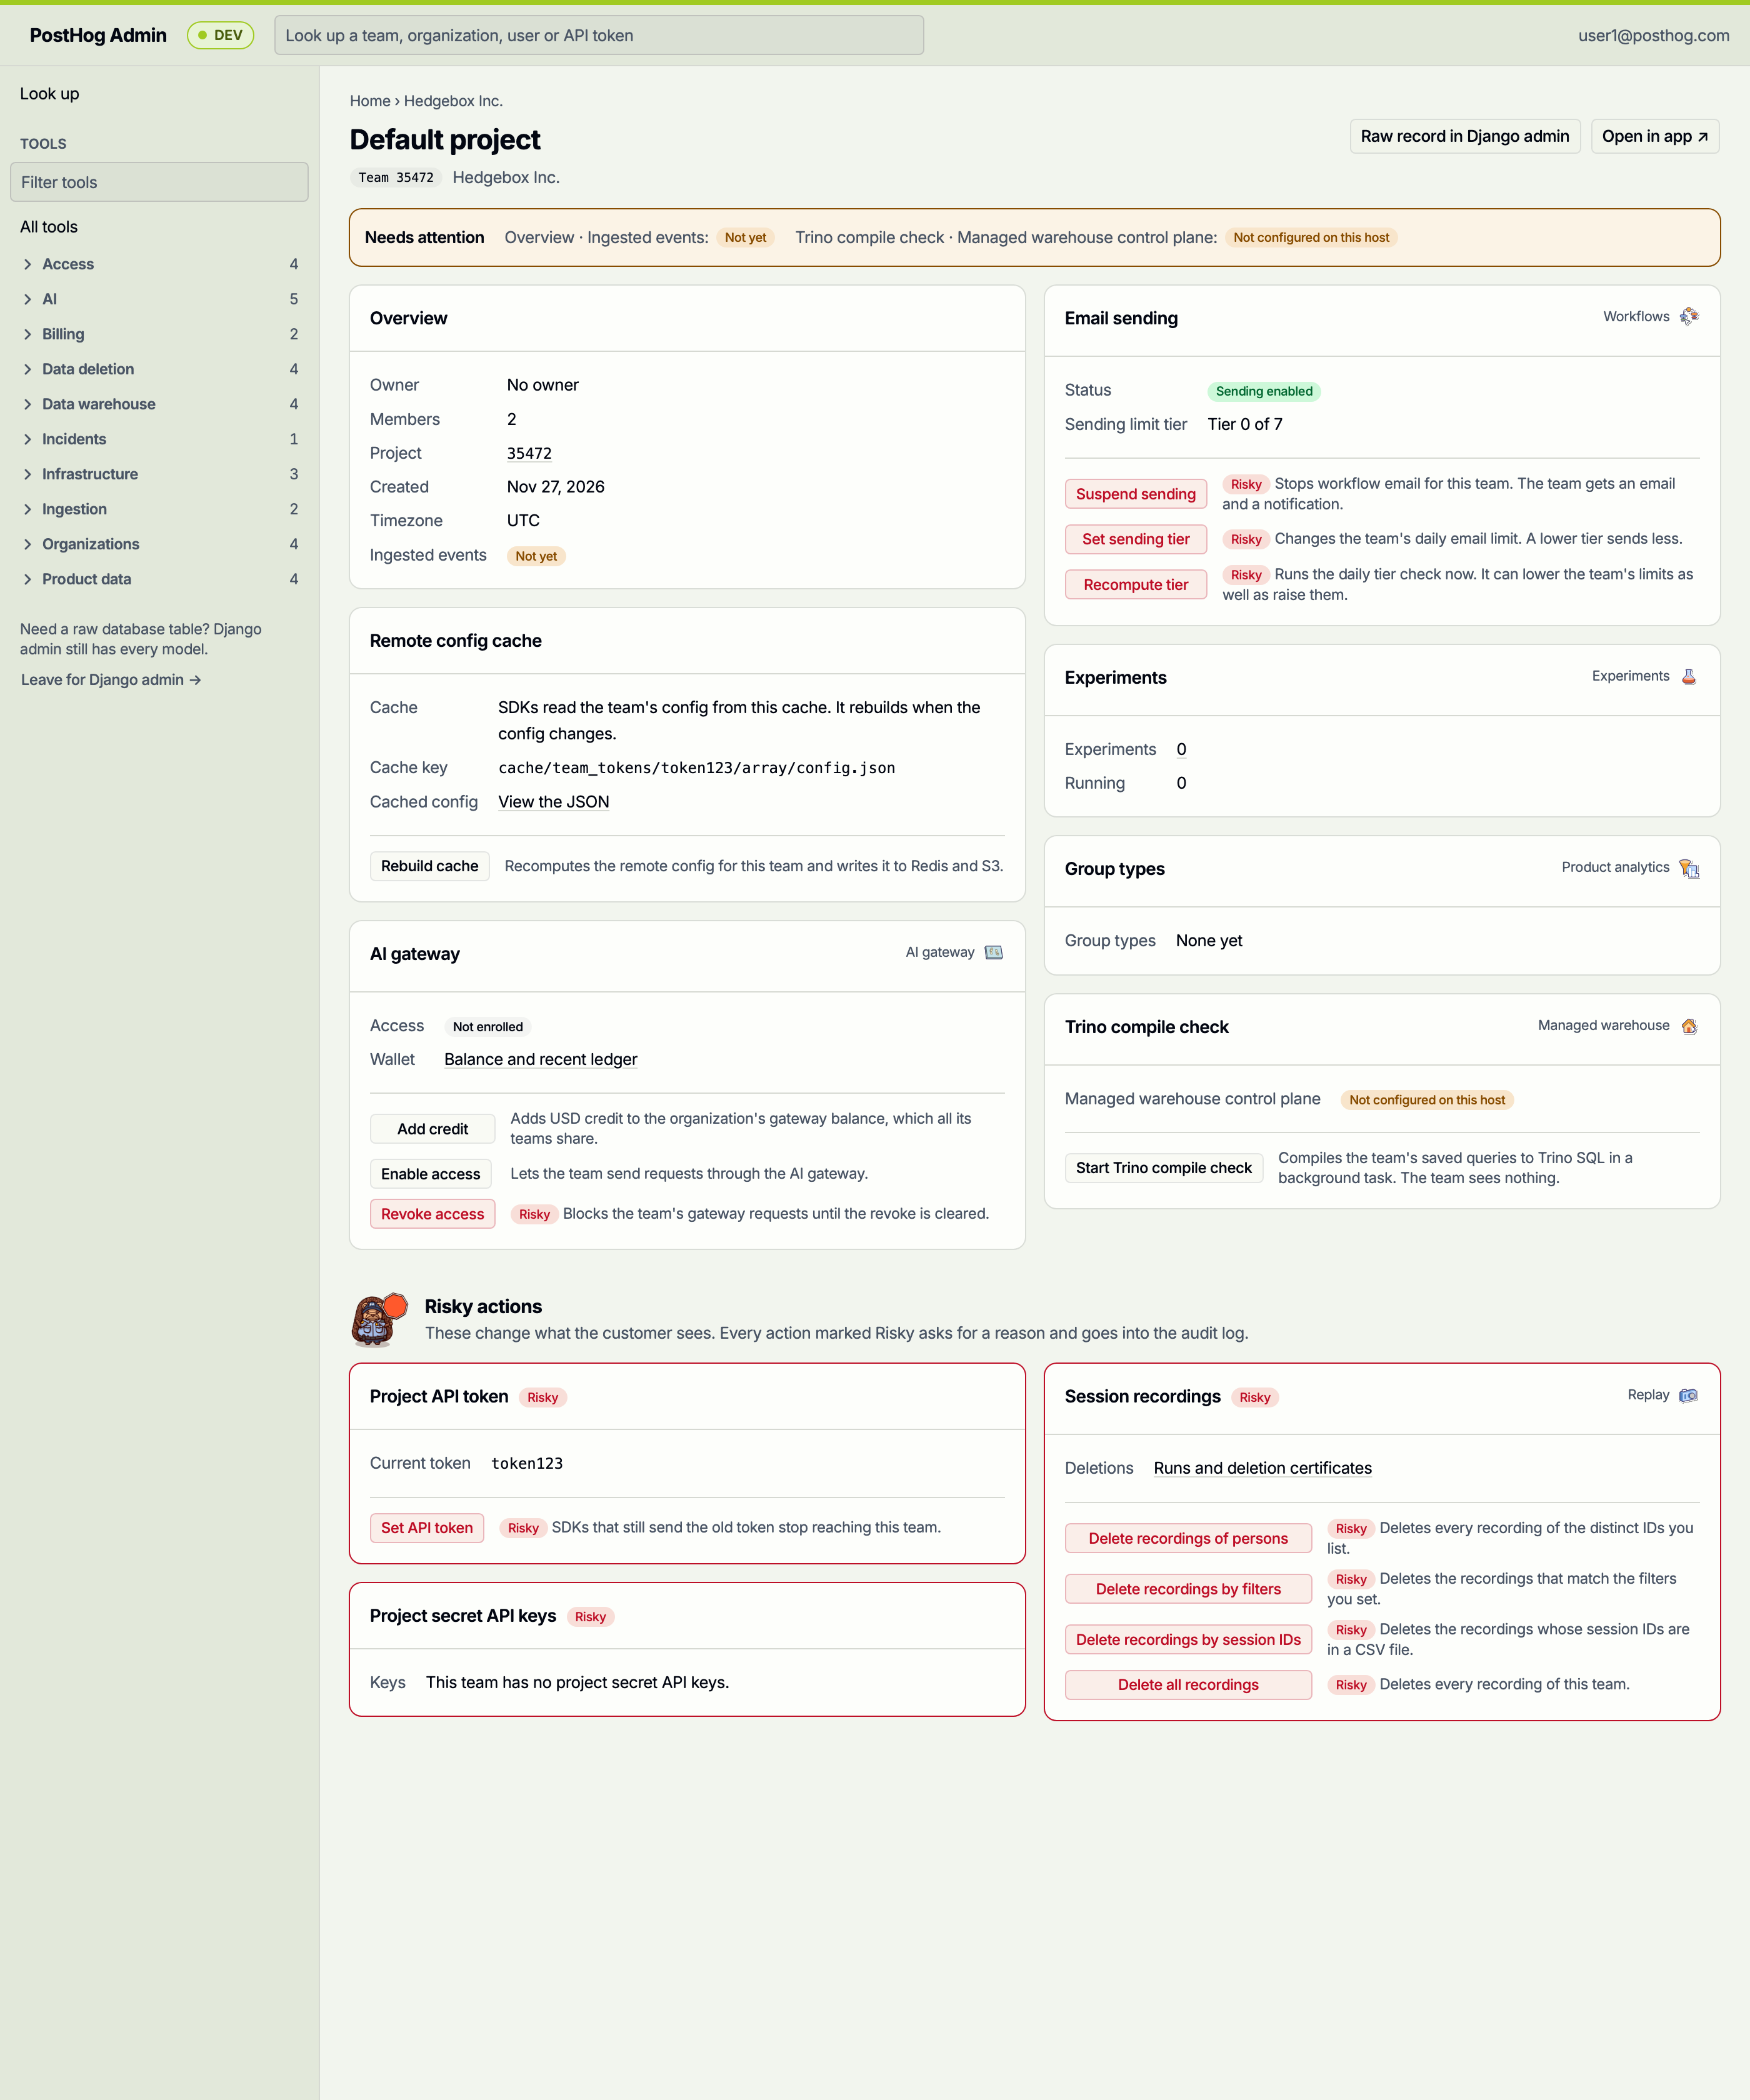 PostHog Admin
DEV
Look up a team, organization, user or API token
user1@posthog.com
Look up
TOOLS
Filter tools
All tools
Access 4
AI 5
Billing 2
Data deletion 4
Data warehouse 4
Incidents 1
Infrastructure 3
Ingestion 2
Organizations 4
Product data 4
Need a raw database table? Django
admin still has every model.
Leave for Django admin →
Home › Hedgebox Inc.
Default project
Raw record in Django admin
Open in app ↗
Team 35472 Hedgebox Inc.
Needs attention Overview · Ingested events: Not yet Trino compile check · Managed warehouse control plane: Not configured on this host
Overview
Owner No owner
Members 2
Project 35472
Created Nov 27, 2026
Timezone UTC
Ingested events Not yet
Remote config cache
Cache SDKs read the team's config from this cache. It rebuilds when the
config changes.
Cache key cache/team_tokens/token123/array/config.json
Cached config View the JSON
Rebuild cache Recomputes the remote config for this team and writes it to Redis and S3.
AI gateway AI gateway
Access Not enrolled
Wallet Balance and recent ledger
Add credit Adds USD credit to the organization's gateway balance, which all its
teams share.
Enable access Lets the team send requests through the AI gateway.
Revoke access Risky Blocks the team's gateway requests until the revoke is cleared.
Email sending Workflows
Status Sending enabled
Sending limit tier Tier 0 of 7
Suspend sending Risky Stops workflow email for this team. The team gets an email
and a notification.
Set sending tier Risky Changes the team's daily email limit. A lower tier sends less.
Recompute tier Risky Runs the daily tier check now. It can lower the team's limits as
well as raise them.
Experiments Experiments
Experiments 0
Running 0
Group types Product analytics
Group types None yet
Trino compile check Managed warehouse
Managed warehouse control plane Not configured on this host
Start Trino compile check Compiles the team's saved queries to Trino SQL in a
background task. The team sees nothing.
Risky actions
These change what the customer sees. Every action marked Risky asks for a reason and goes into the audit log.
Project API token Risky
Current token token123
Set API token Risky SDKs that still send the old token stop reaching this team.
Project secret API keys Risky
Keys This team has no project secret API keys.
Session recordings Risky Replay
Deletions Runs and deletion certificates
Delete recordings of persons Risky Deletes every recording of the distinct IDs you
list.
Delete recordings by filters Risky Deletes the recordings that match the filters
you set.
Delete recordings by session IDs Risky Deletes the recordings whose session IDs are
in a CSV file.
Delete all recordings Risky Deletes every recording of this team.